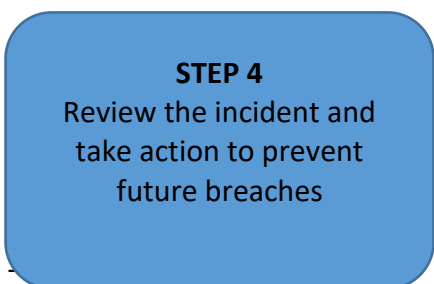 STEP 4
Review the incident and
take action to prevent
future breaches